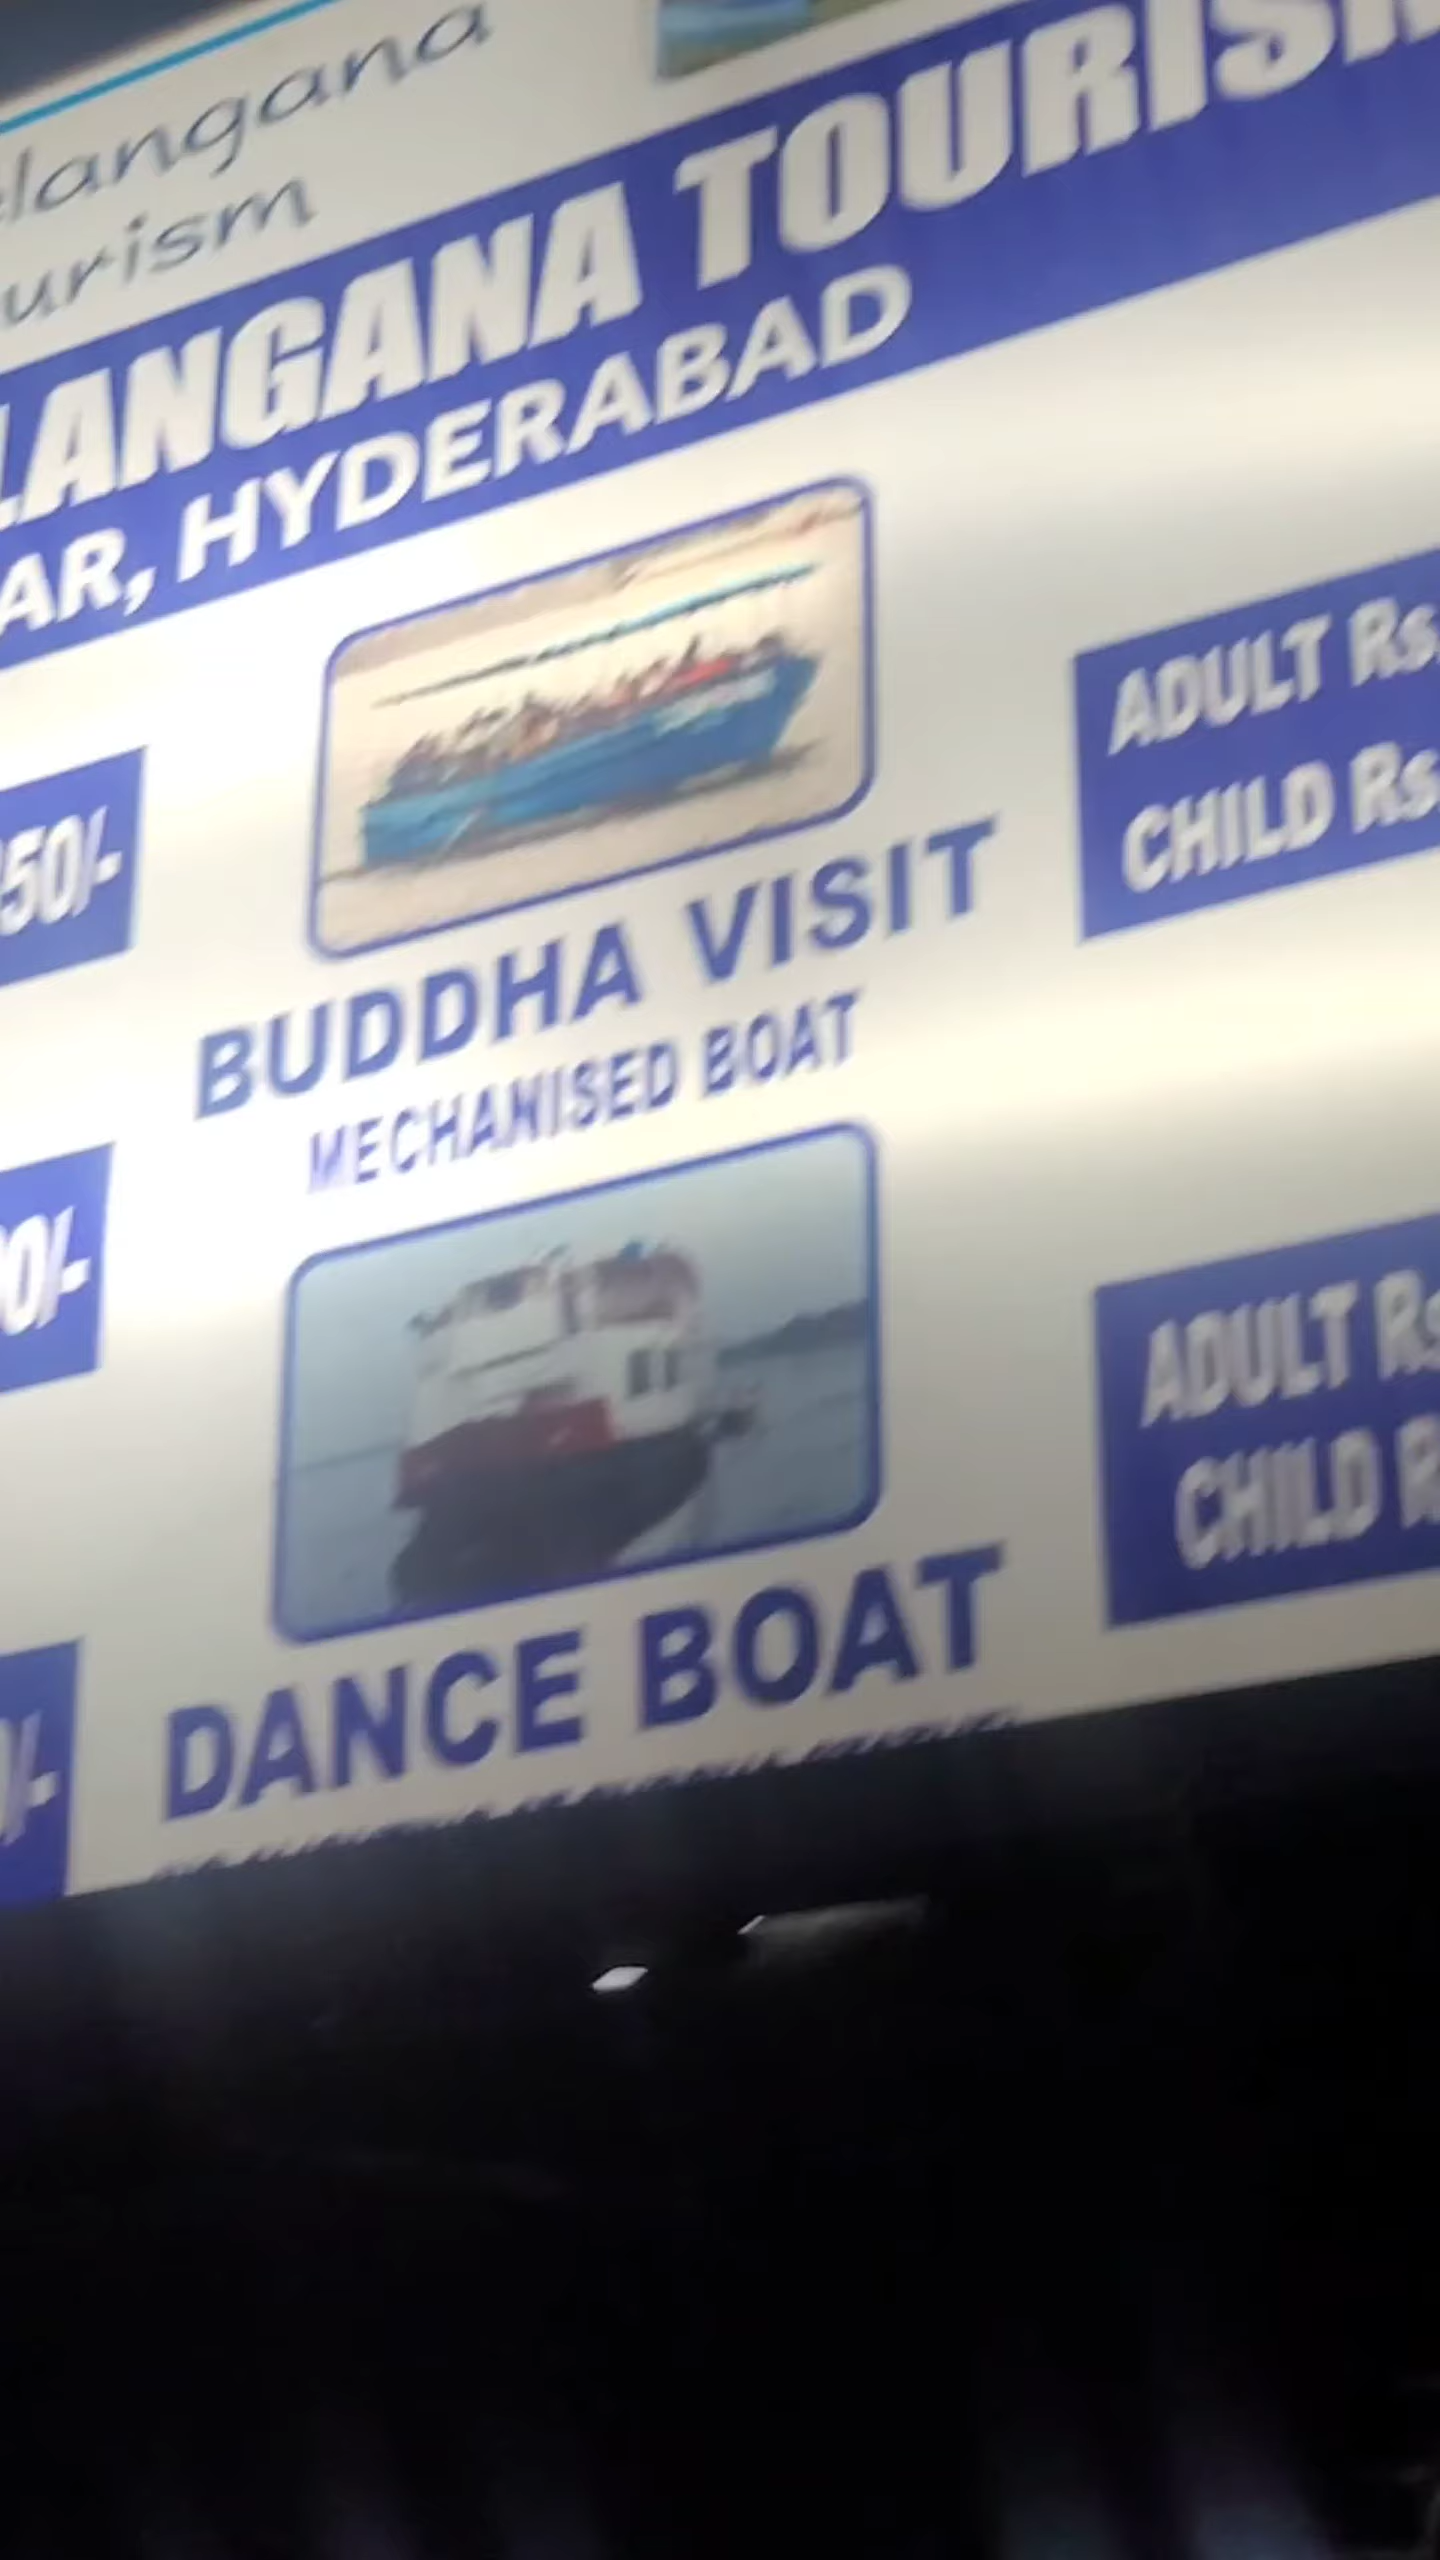 elangana
urism
LANGANA TOURISM
AR, HYDERABAD
50/-
ADULT Rs.
CHILD Rs
BUDDHA VISIT
MECHANISED BOAT
0/-
ADULT Rs
CHILD R
DANCE BOAT
0/-